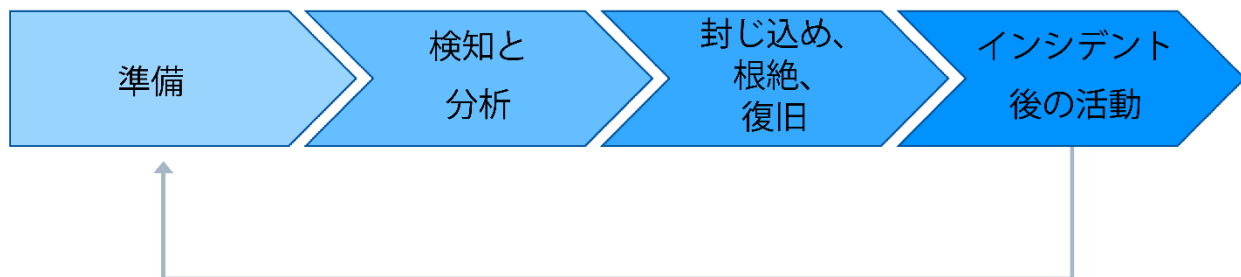 準備
検知と
分析
封じ込め、
根絶、
復旧
インシデント
後の活動